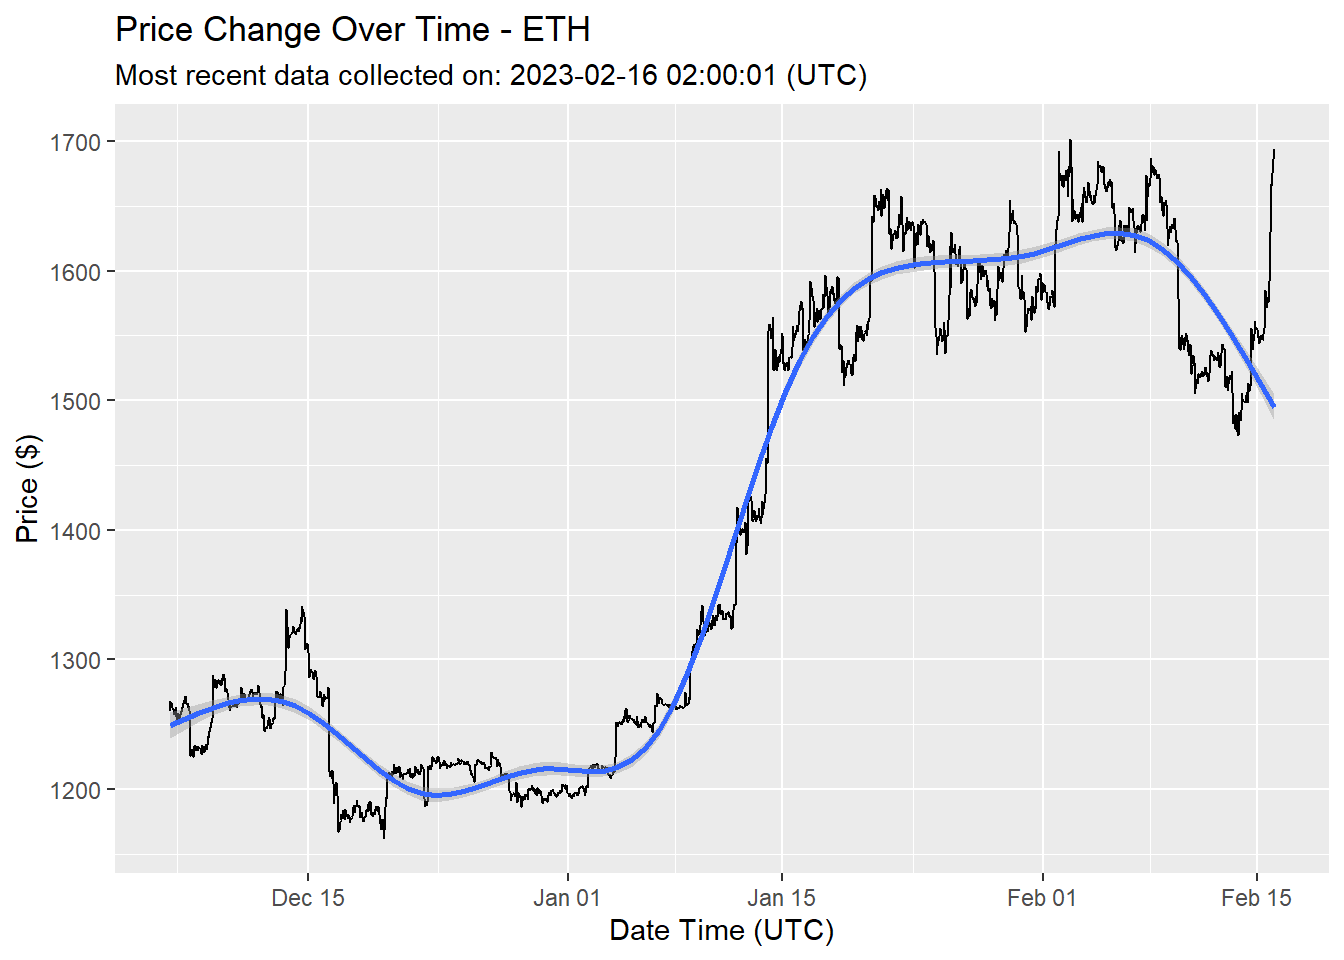 Price Change Over Time - ETH
Most recent data collected on: 2023-02-16 02:00:01 (UTC)
1700
1600
1500
1400
1300
1200
Price ($)
Dec 15
Jan 01
Jan 15
Feb 01
Feb 15
Date Time (UTC)